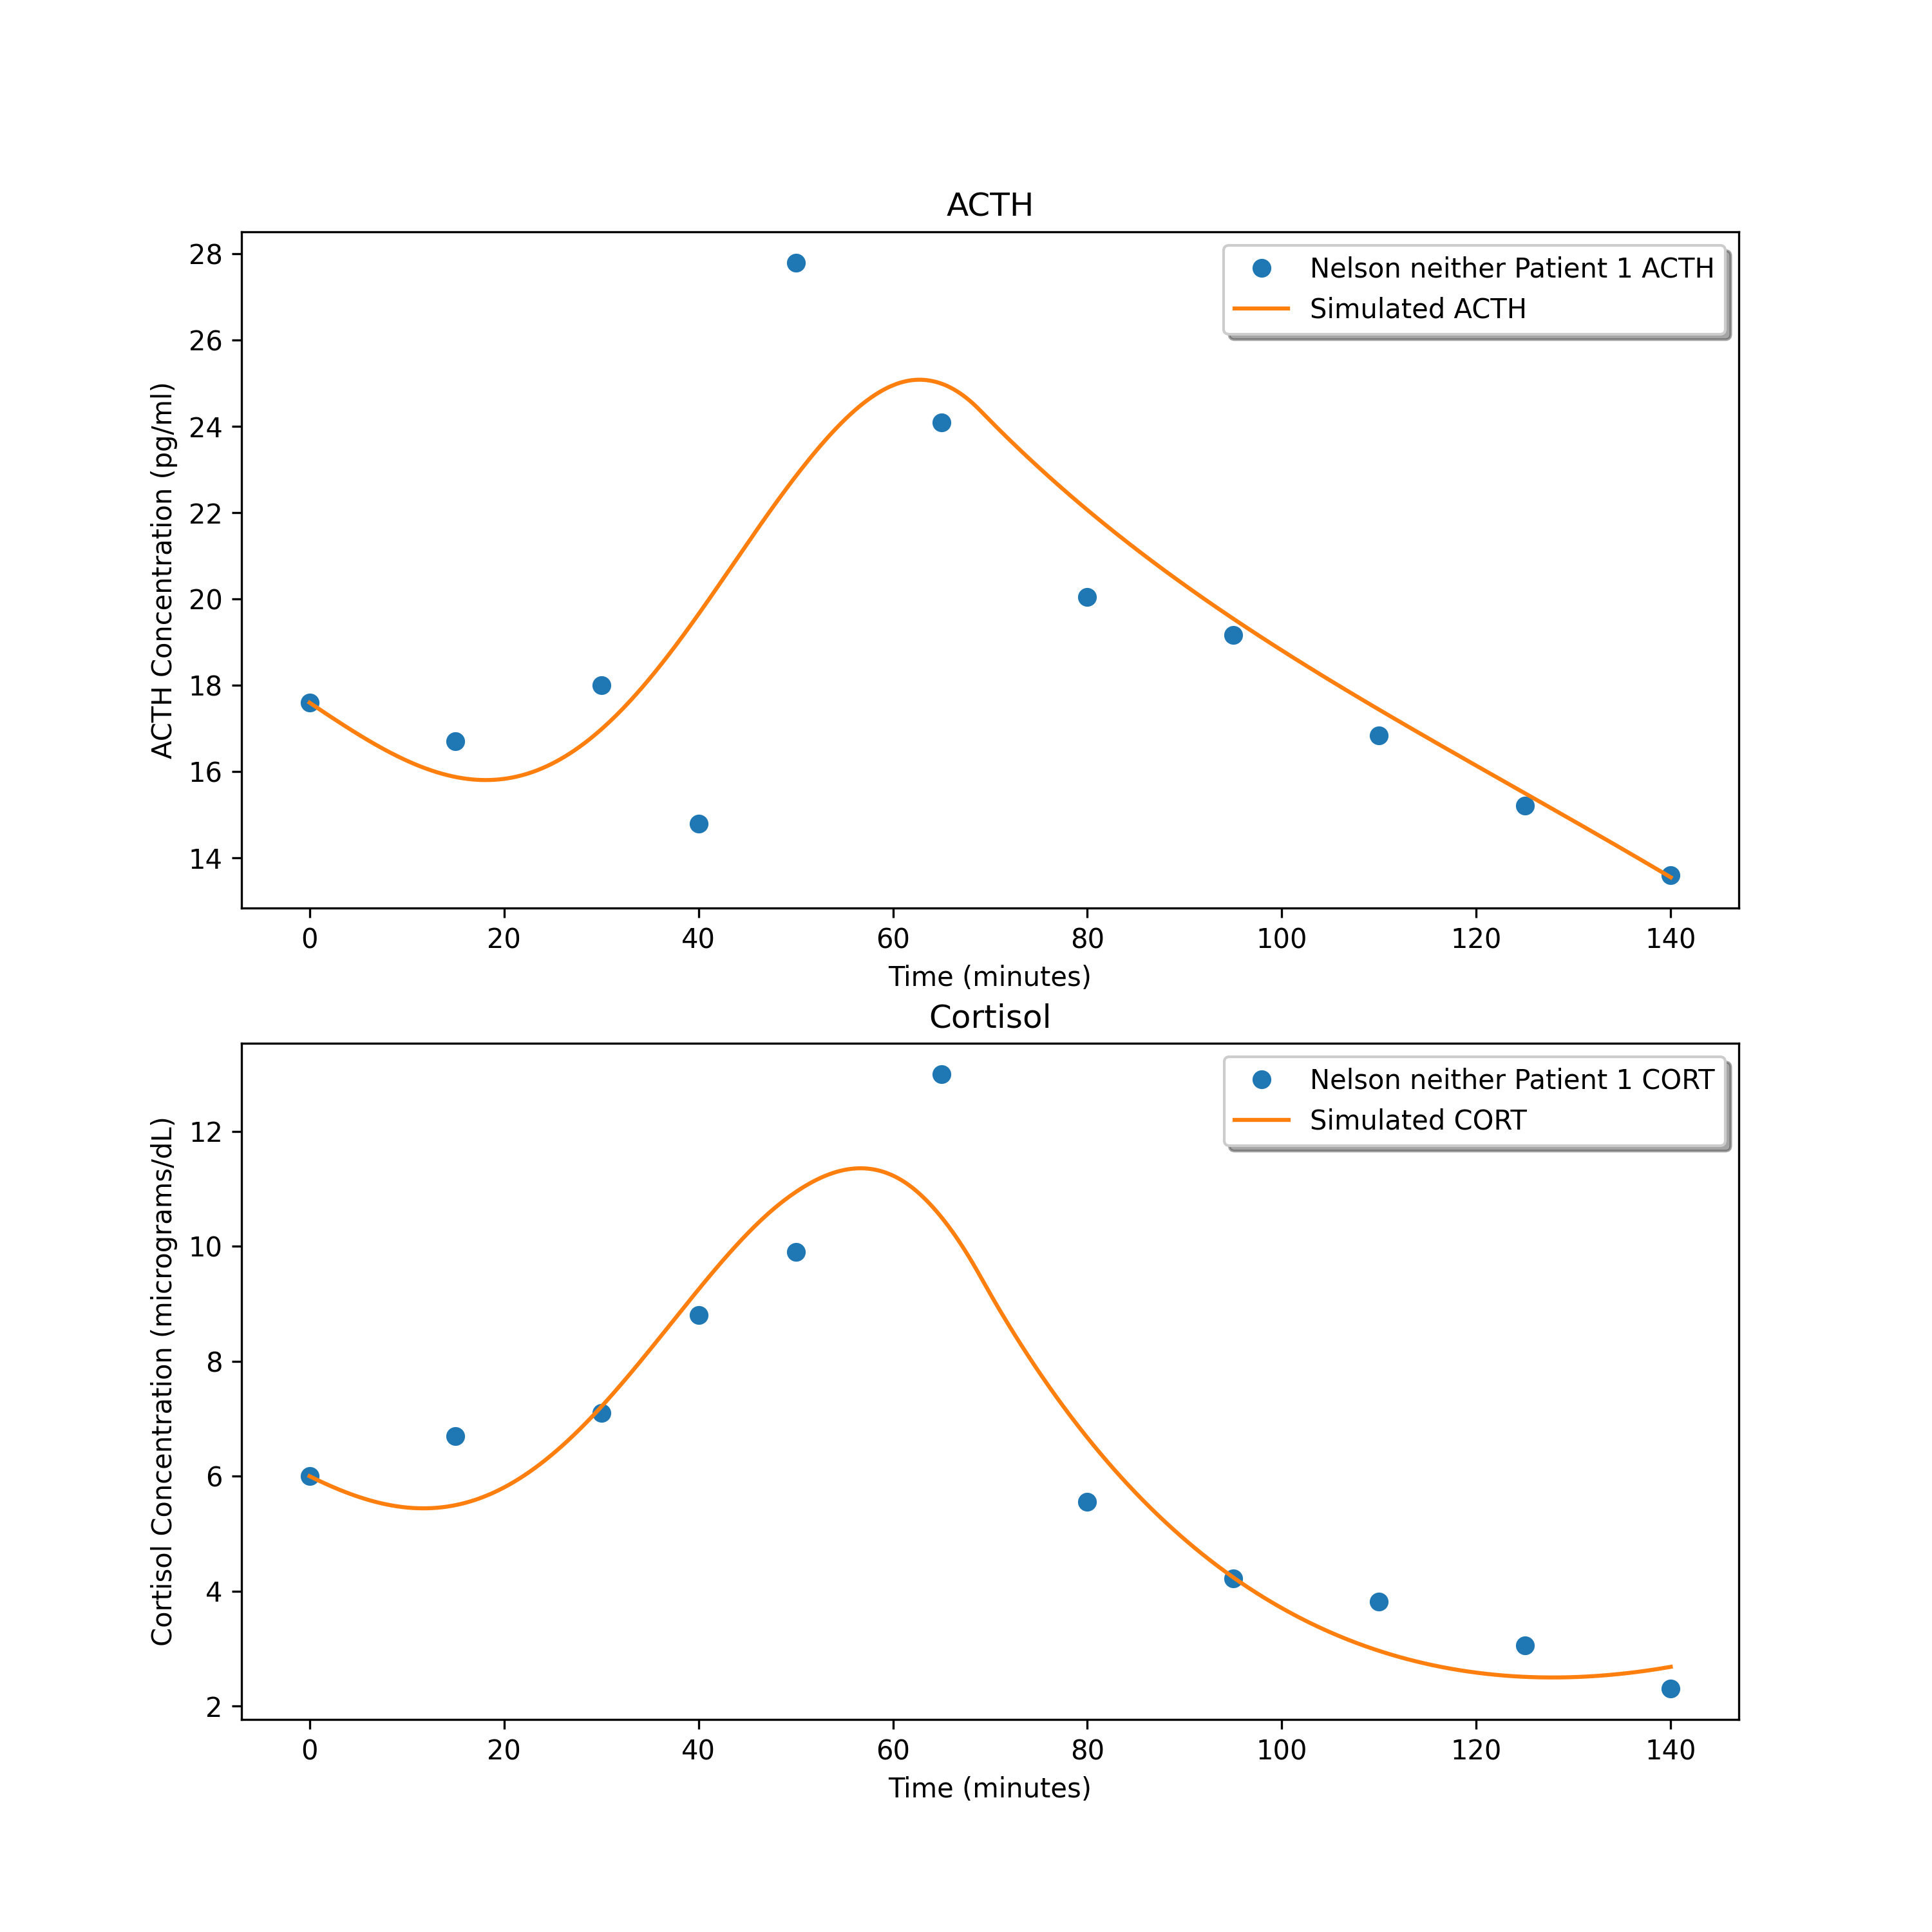 ACTH
28
26
24
22
20
18
16
14
ACTH Concentration (pg/ml)
Nelson neither Patient 1 ACTH
Simulated ACTH
0 20 40 60 80 100 120 140
Time (minutes)
Cortisol
12
10
8
6
4
2
Cortisol Concentration (micrograms/dL)
Nelson neither Patient 1 CORT
Simulated CORT
0 20 40 60 80 100 120 140
Time (minutes)